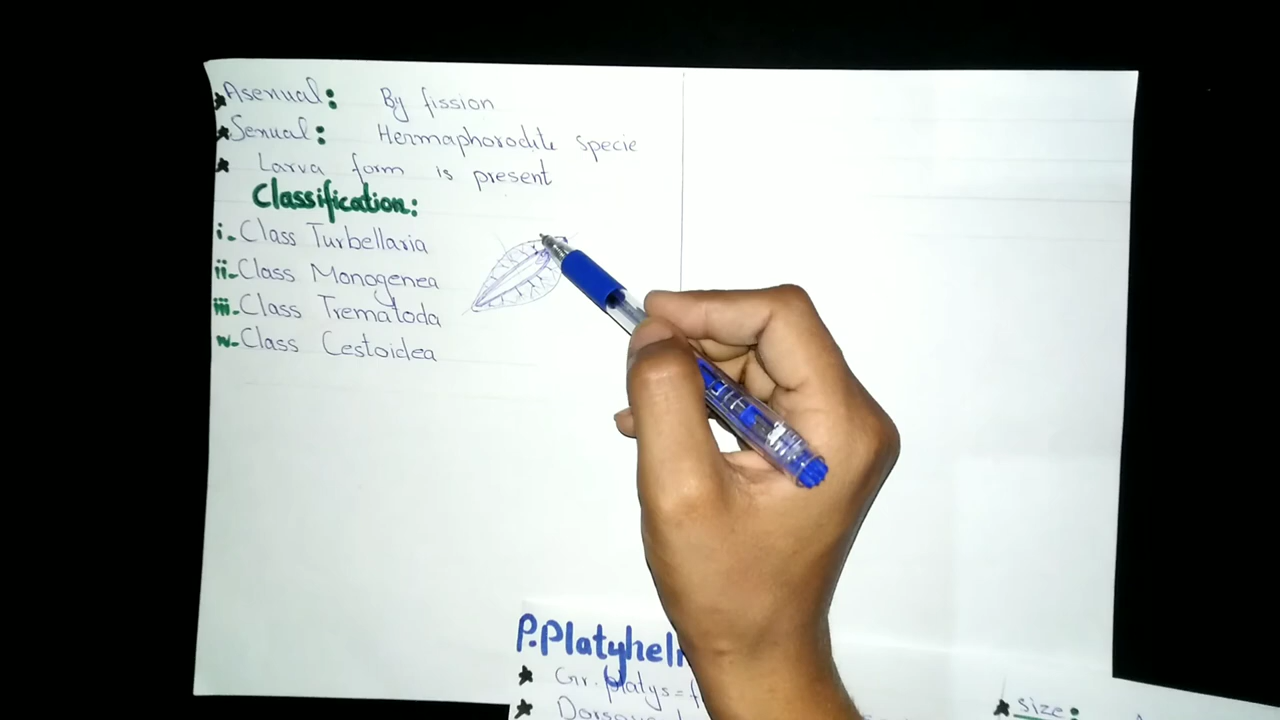 Asexual: By fission
Sexual: Hermaphorodite specie
Larva form is present
Classification:
i. Class Turbellaria
ii. Class Monogenea
iii. Class Trematoda
iv. Class Cestoidea
P. Platyhel
Gr. platys =
size: